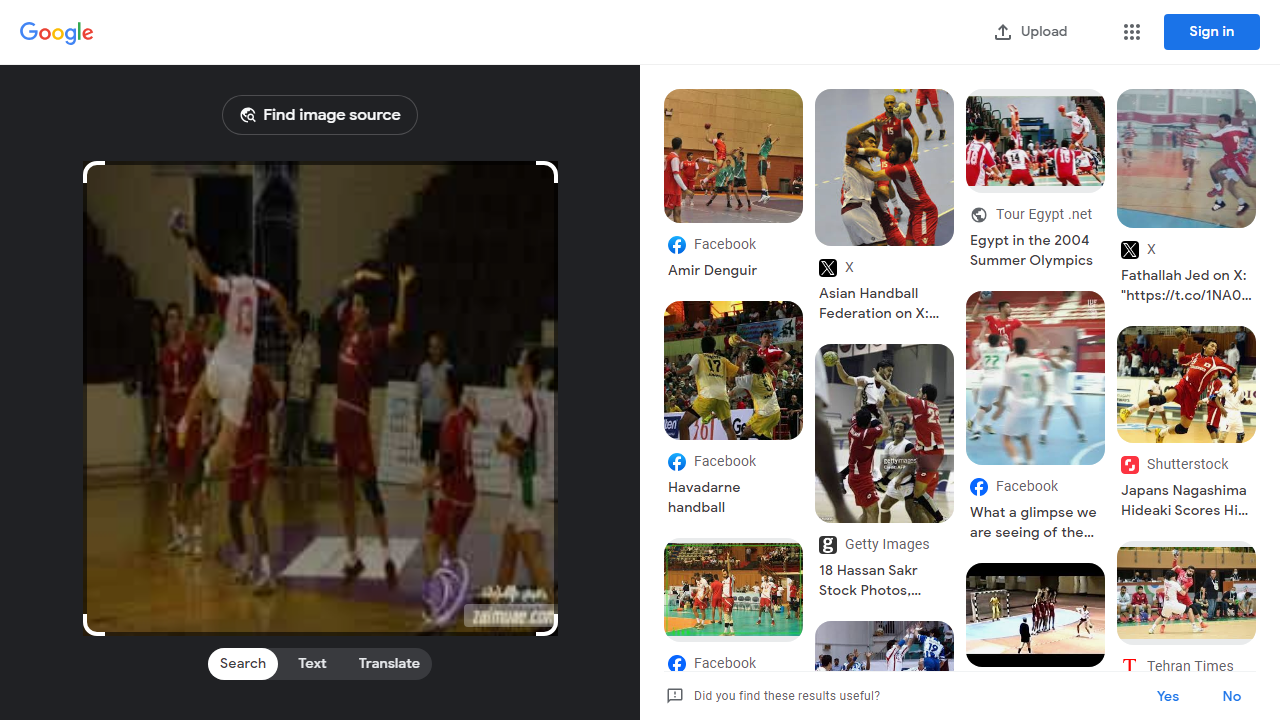 Google
Upload
Sign in
Find image source
zaimuae.com
Search
Text
Translate
Facebook
Amir Denguir
Facebook
Havadarne
handball
Facebook
X
Asian Handball
Federation on X:...
Getty Images
18 Hassan Sakr
Stock Photos,...
Tour Egypt .net
Egypt in the 2004
Summer Olympics
Facebook
What a glimpse we
are seeing of the...
X
Fathallah Jed on X:
"https://t.co/1NA0...
Shutterstock
Japans Nagashima
Hideaki Scores Hi...
Tehran Times
Did you find these results useful?
Yes
No